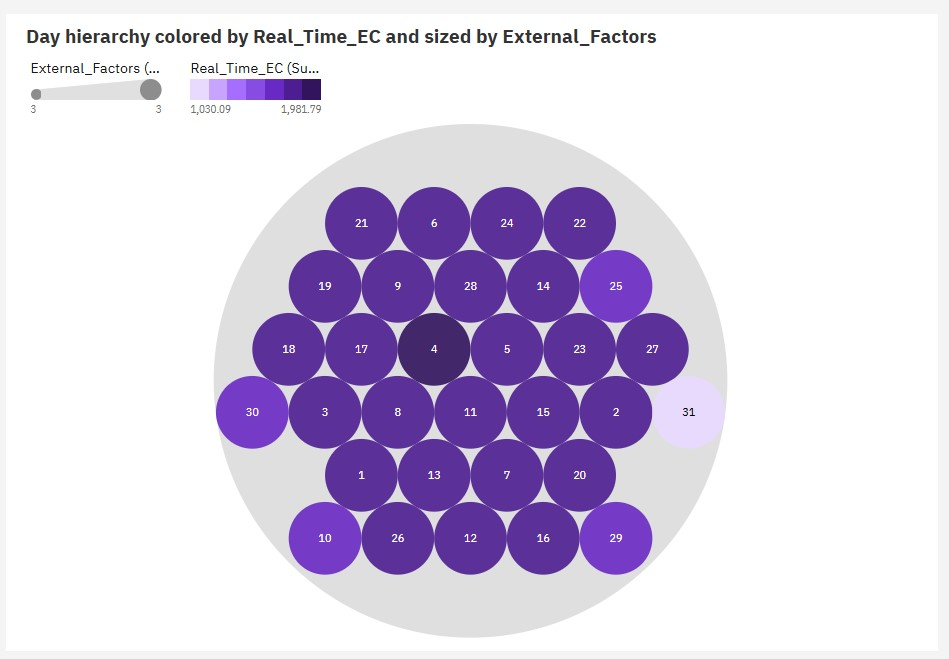 Day hierarchy colored by Real_Time_EC and sized by External_Factors
External_Factors (... Real_Time_EC (Su...
3 3 1,030.09 1,981.79
21 6 24 22
19 9 28 14 25
18 17 4 5 23 27
30 3 8 11 15 2 31
1 13 7 20
10 26 12 16 29